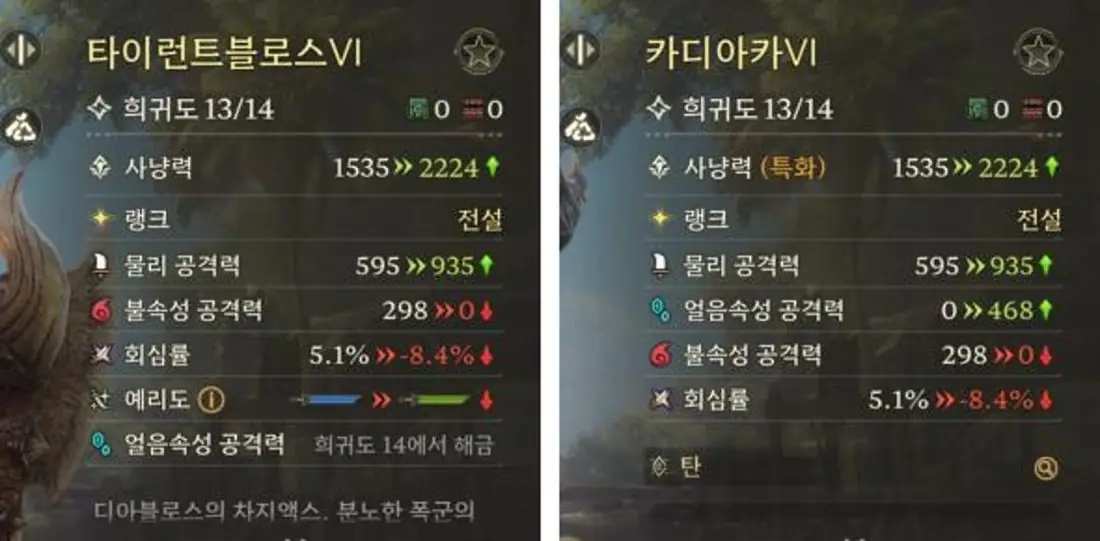 타이런트블로스VI
희귀도 13/14 0 0
사냥력 1535 » 2224
랭크 전설
물리 공격력 595 » 935
불속성 공격력 298 » 0
회심률 5.1% » -8.4%
예리도 »
얼음속성 공격력 희귀도 14에서 해금
디아블로스의 차지액스. 분노한 폭군의
카디아카VI
희귀도 13/14 0 0
사냥력 (특화) 1535 » 2224
랭크 전설
물리 공격력 595 » 935
얼음속성 공격력 0 » 468
불속성 공격력 298 » 0
회심률 5.1% » -8.4%
탄